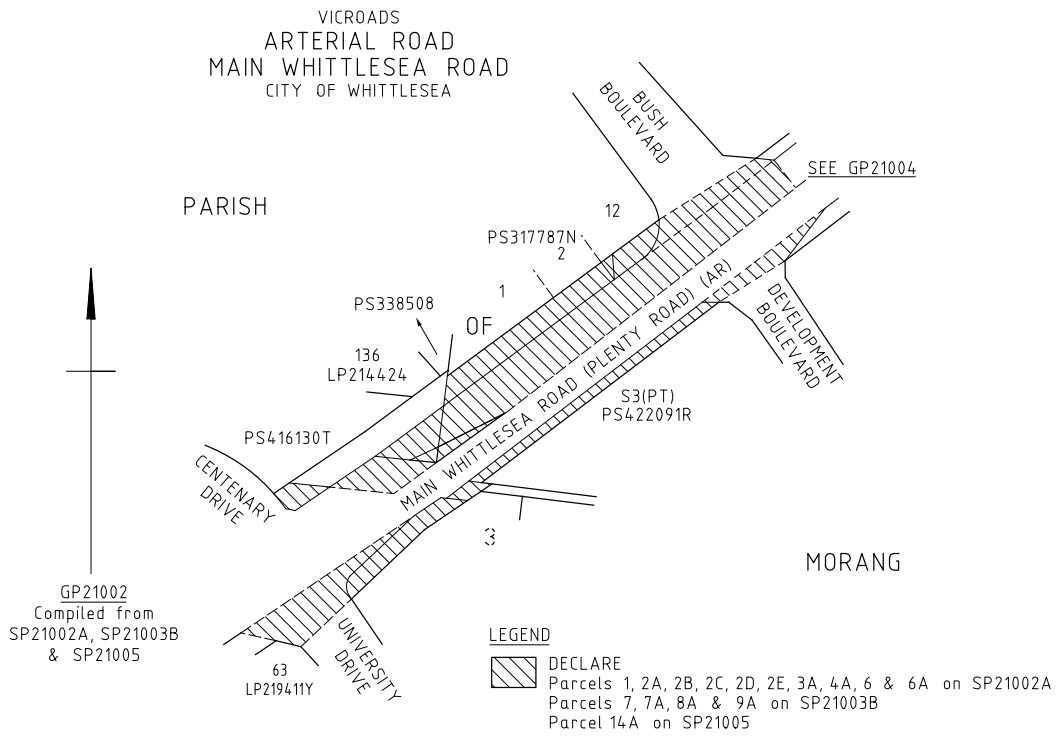 VICROADS
ARTERIAL ROAD
MAIN WHITTLESEA ROAD
CITY OF WHITTLESEA
BUSH
BOULEVARD
SEE GP21004
PARISH
12
PS317787N
2
1
PS338508
OF
136
LP214424
MAIN WHITTLESEA ROAD (PLENTY ROAD) (AR)
DEVELOPMENT
BOULEVARD
S3(PT)
PS422091R
PS416130T
CENTENARY
DRIVE
3
MORANG
GP21002
Compiled from
SP21002A, SP21003B
& SP21005
UNIVERSITY
DRIVE
63
LP219411Y
LEGEND
DECLARE
Parcels 1, 2A, 2B, 2C, 2D, 2E, 3A, 4A, 6 & 6A on SP21002A
Parcels 7, 7A, 8A & 9A on SP21003B
Parcel 14A on SP21005